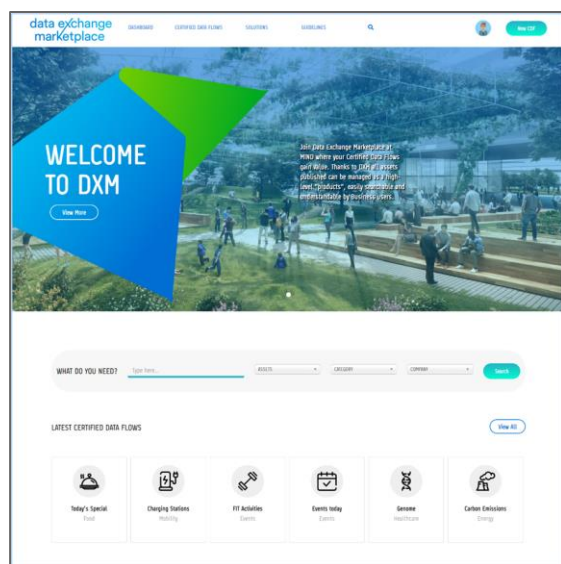 data exchange
marketplace
DASHBOARD CERTIFIED DATA FLOWS SOLUTIONS GUIDELINES New CDF
WELCOME
TO DXM
View More
Join Data Exchange Marketplace at
MIND where your Certified Data Flows
gain value. Thanks to DXM all assets
published can be managed as a high-
level "products", easily searchable and
understandable by Business users.
WHAT DO YOU NEED? Type here... ASSETS CATEGORY COMPANY Search
LATEST CERTIFIED DATA FLOWS View All
Today's Special Charging Stations FIT Activities Events today Genome Carbon Emissions
Food Mobility Events Events Healthcare Energy